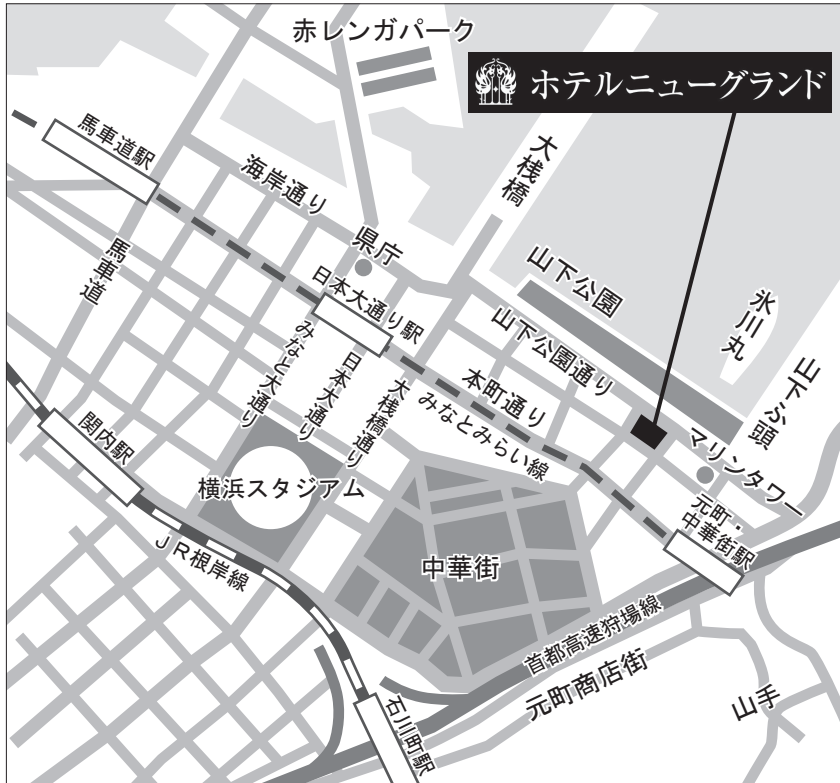 赤レンガパーク
ホテルニューグランド
馬車道駅
海岸通り
大桟橋
馬車道
県庁
日本大通り駅
山下公園
氷川丸
山下公園通り
山下ふ頭
みなと大通り
日本大通り
大桟橋通り
本町通り
みなとみらい線
マリンタワー
関内駅
横浜スタジアム
元町・
中華街駅
JR根岸線
中華街
首都高速狩場線
元町商店街
石川町駅
山手